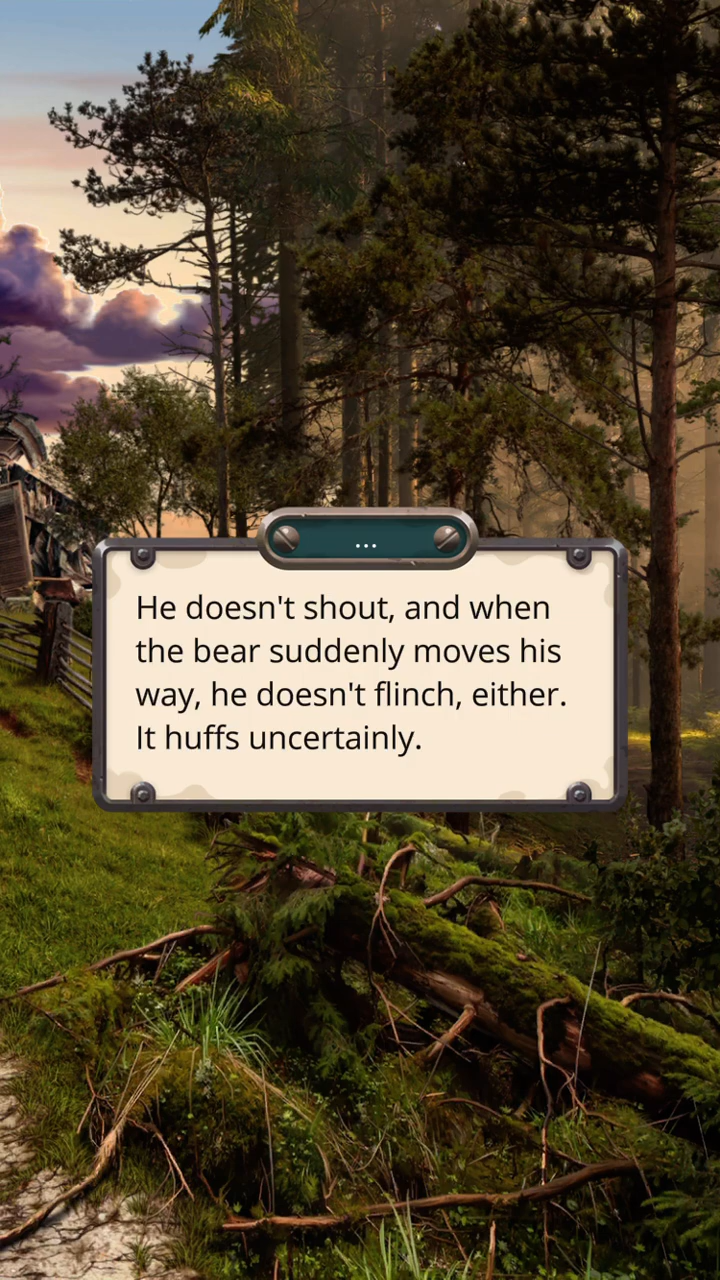 ...
He doesn't shout, and when
the bear suddenly moves his
way, he doesn't flinch, either.
It huffs uncertainly.